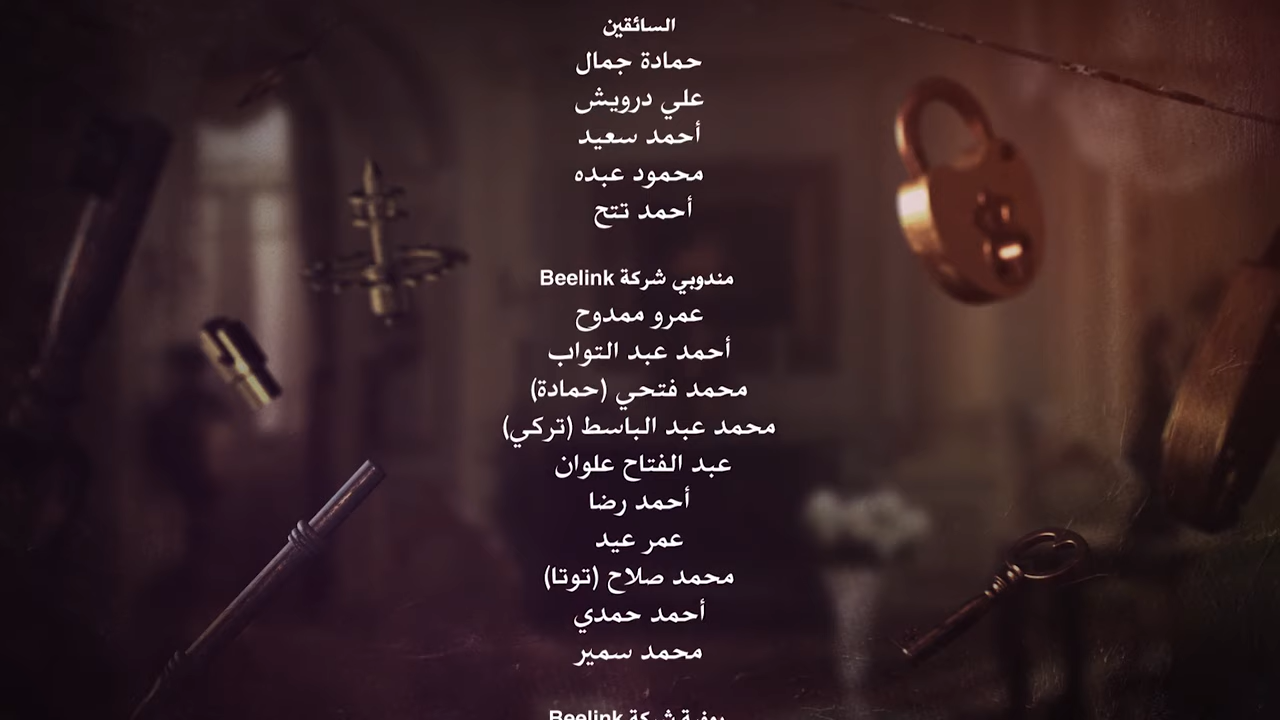 السائقين
حمادة جمال
علي درويش
أحمد سعيد
محمود عبده
أحمد تتح
مندوبي شركة Beelink
عمرو ممدوح
أحمد عبد التواب
محمد فتحي (حمادة)
محمد عبد الباسط (تركي)
عبد الفتاح علوان
أحمد رضا
عمر عيد
محمد صلاح (توتا)
أحمد حمدي
محمد سمير
شركة Beelink